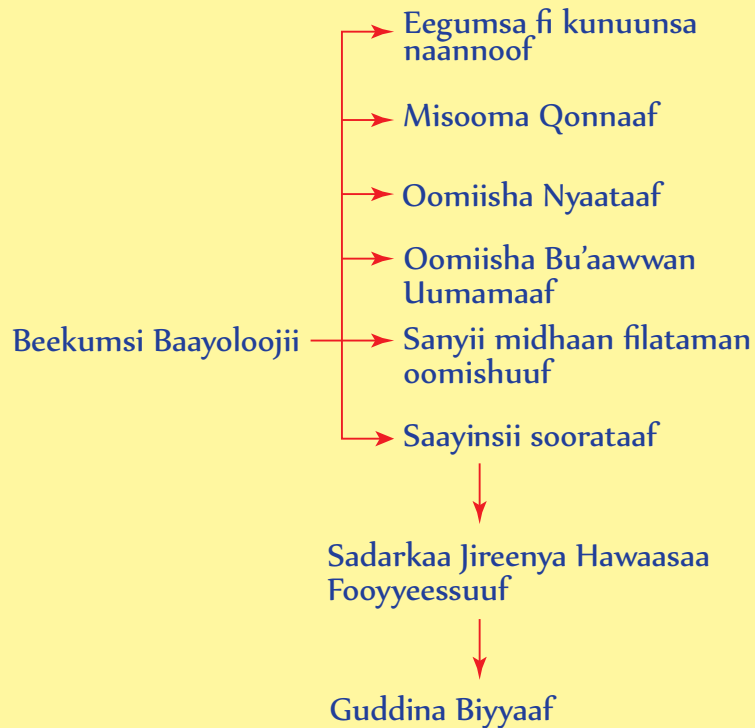 Eegumsa fi kunuunsa
naannoof
Misooma Qonnaaf
Oomiisha Nyaataaf
Oomiisha Bu'aawwan
Uumamaaf
Beekumsi Baayoloojii
Sanyii midhaan filataman
oomishuuf
Saayinsii soorataaf
Sadarkaa Jireenya Hawaasaa
Fooyyeessuuf
Guddina Biyyaaf